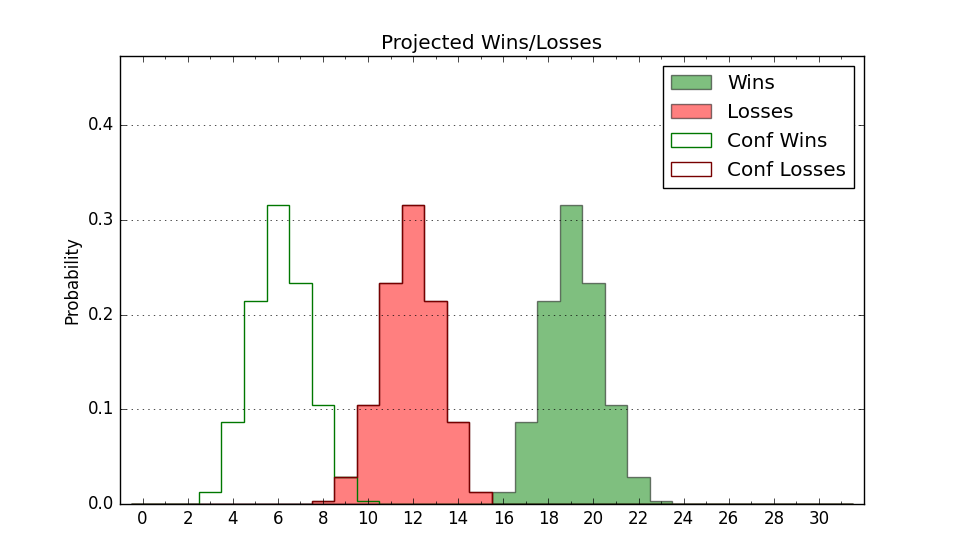 Projected Wins/Losses
Wins
Losses
Conf Wins
Conf Losses
Probability
0.4
0.3
0.2
0.1
0.0
0 2 4 6 8 10 12 14 16 18 20 22 24 26 28 30